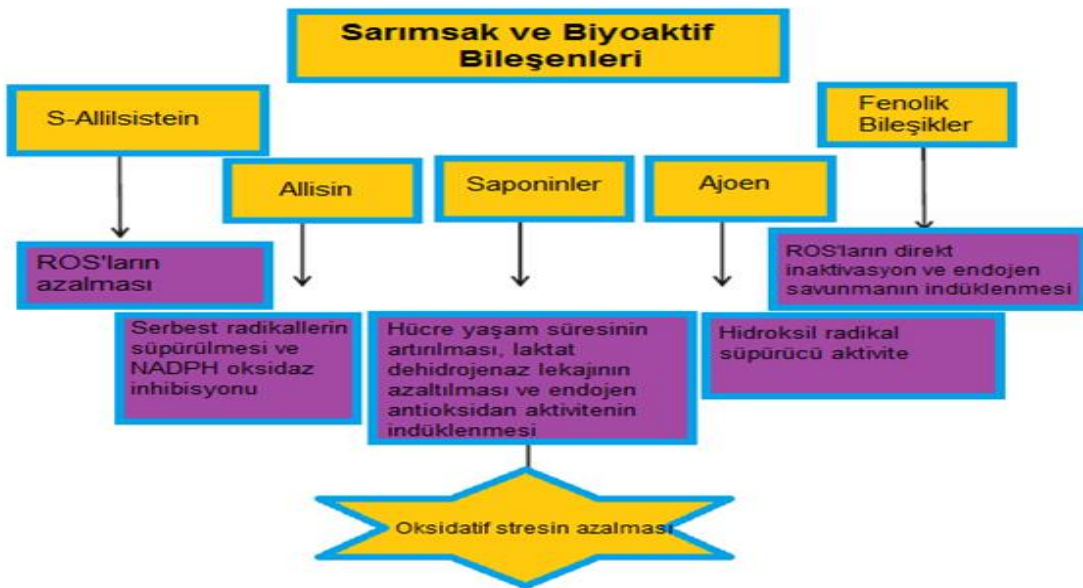 Sarımsak ve Biyoaktif
Bileşenleri
S-Allilsistein
Fenolik
Bileşikler
Allisin
Saponinler
Ajoen
ROS'ların
azalması
ROS'ların direkt
inaktivasyon ve endojen
savunmanın indüklenmesi
Serbest radikallerin
süpürülmesi ve
NADPH oksidaz
inhibisyonu
Hücre yaşam süresinin
artırılması, laktat
dehidrojenaz lekajının
azaltılması ve endojen
antioksidan aktivitenin
indüklenmesi
Hidroksil radikal
süpürücü aktivite
Oksidatif stresin azalması